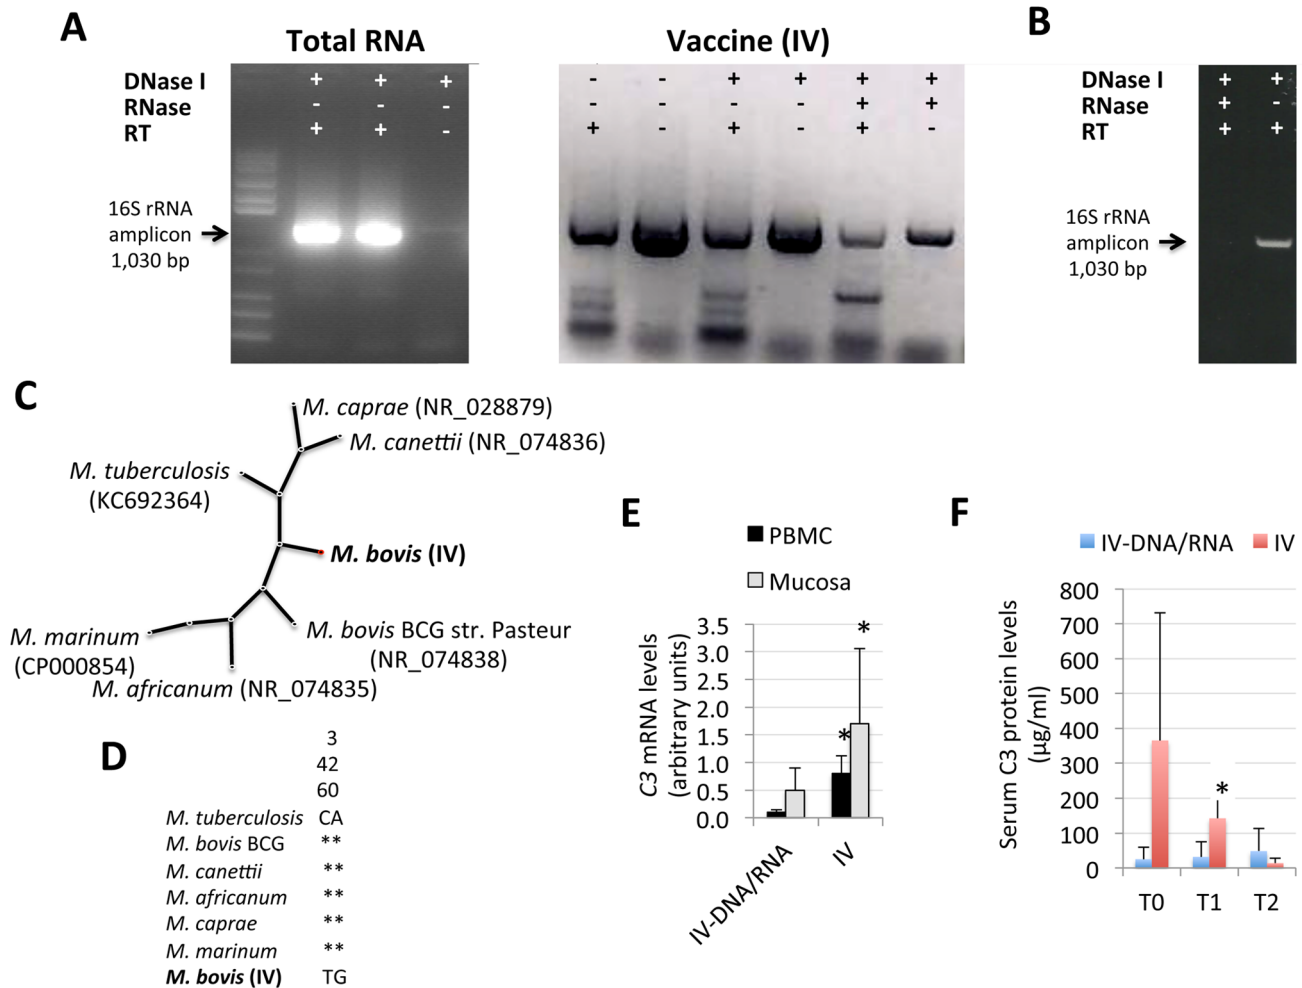 A
Total RNA
DNase I + + +
RNase - - -
RT + + -
16S rRNA
amplicon
1,030 bp
Vaccine (IV)
- - + + + +
- - - - + +
+ - + - + -
B
DNase I + +
RNase + -
RT + +
16S rRNA
amplicon
1,030 bp
C
M. caprae (NR_028879)
M. canettii (NR_074836)
M. tuberculosis
(KC692364)
M. bovis (IV)
M. bovis BCG str. Pasteur
(NR_074838)
M. marinum
(CP000854)
M. africanum (NR_074835)
D
3
42
60
M. tuberculosis CA
M. bovis BCG **
M. canettii **
M. africanum **
M. caprae **
M. marinum **
M. bovis (IV) TG
E
PBMC
Mucosa
C3 mRNA levels
(arbitrary units)
3.5
3.0
2.5
2.0
1.5
1.0
0.5
0.0
*
*
IV-DNA/RNA
IV
F
IV-DNA/RNA IV
Serum C3 protein levels
(µg/ml)
800
700
600
500
400
300
200
100
0
*
T0 T1 T2